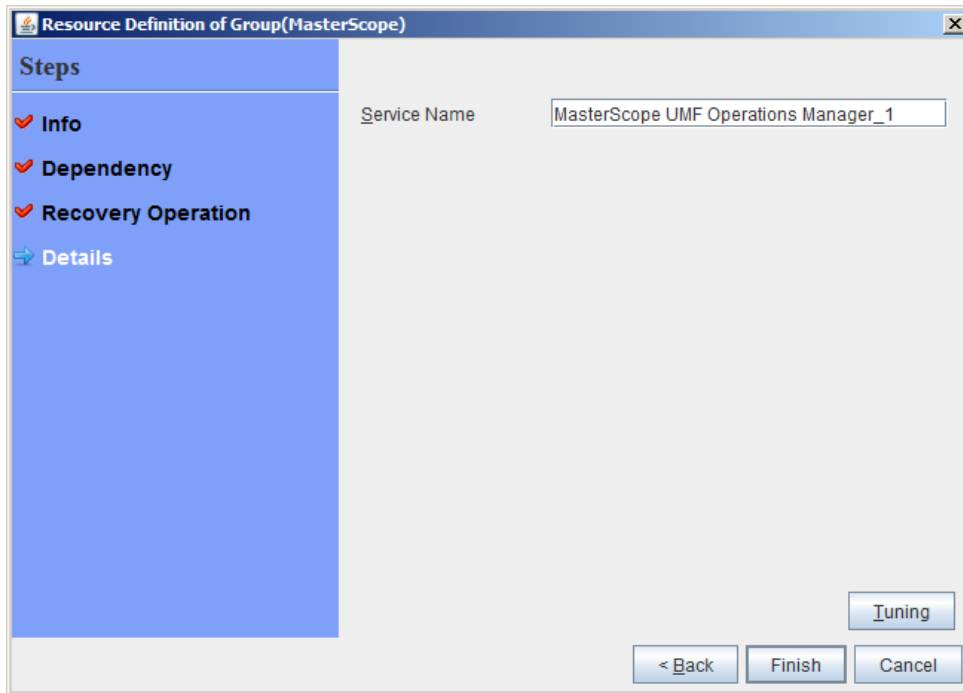 Resource Definition of Group(MasterScope)
Steps
Info
Dependency
Recovery Operation
Details
Service Name
MasterScope UMF Operations Manager_1
Tuning
< Back
Finish
Cancel